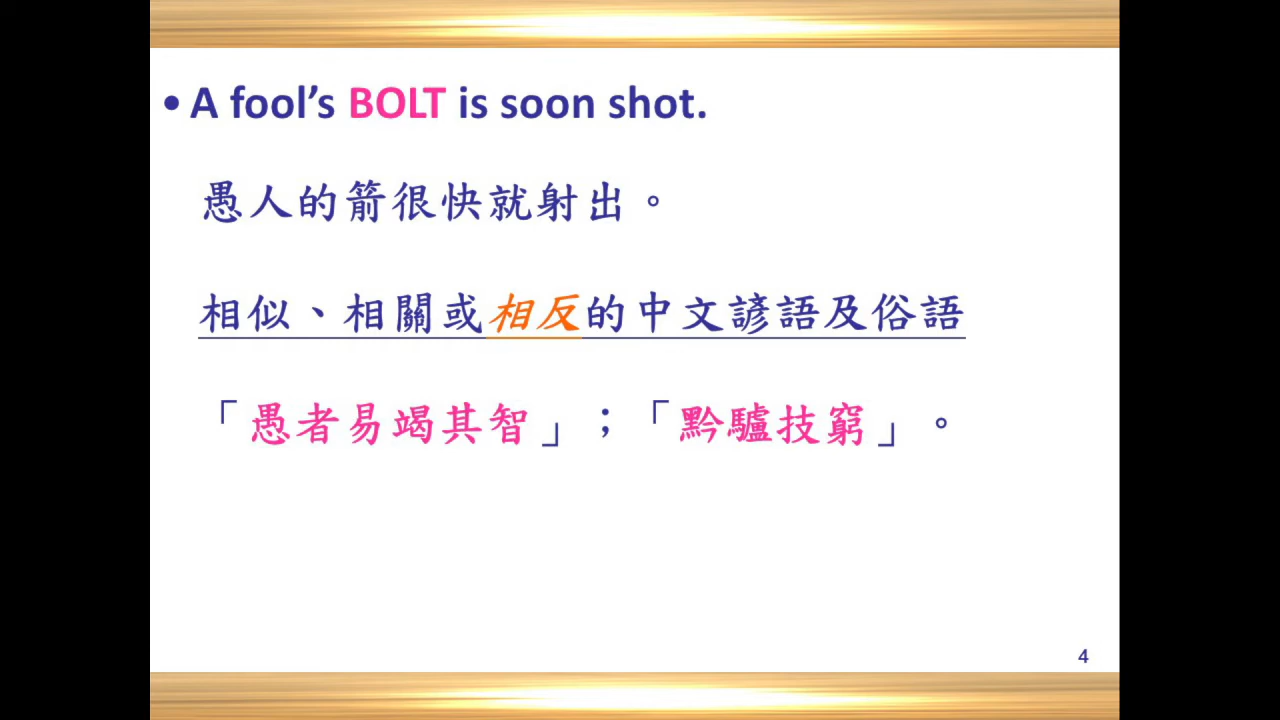 • A fool’s BOLT is soon shot.
愚人的箭很快就射出。
相似、相關或相反的中文諺語及俗語
「愚者易竭其智」；「黔驢技窮」。
4